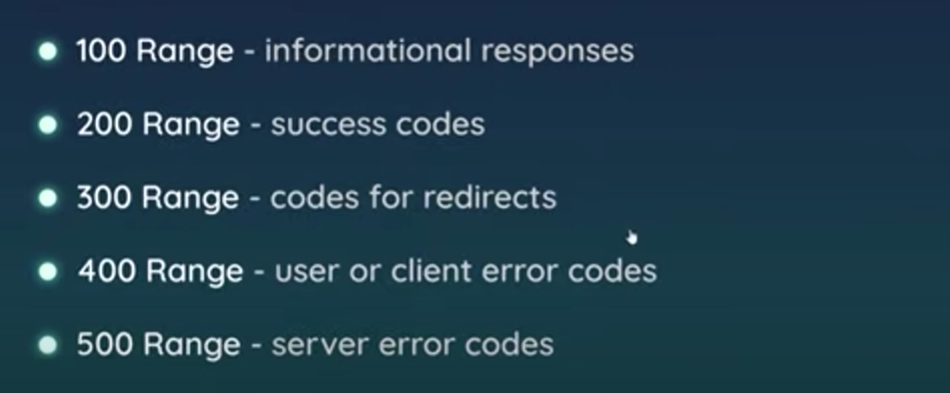 100 Range - informational responses
200 Range - success codes
300 Range - codes for redirects
400 Range - user or client error codes
500 Range - server error codes